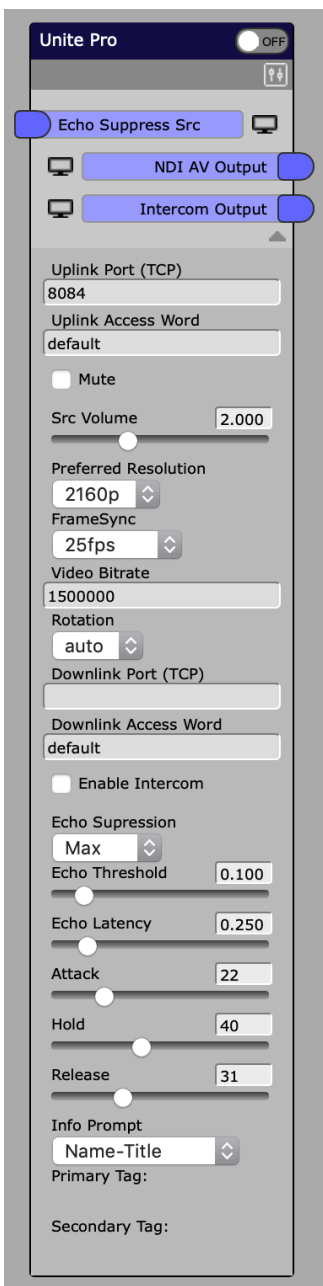 Unite Pro OFF
Echo Suppress Src
NDI AV Output
Intercom Output
Uplink Port (TCP)
8084
Uplink Access Word
default
Mute
Src Volume 2.000
Preferred Resolution
2160p
FrameSync
25fps
Video Bitrate
1500000
Rotation
auto
Downlink Port (TCP)
Downlink Access Word
default
Enable Intercom
Echo Supression
Max
Echo Threshold 0.100
Echo Latency 0.250
Attack 22
Hold 40
Release 31
Info Prompt
Name-Title
Primary Tag:
Secondary Tag: